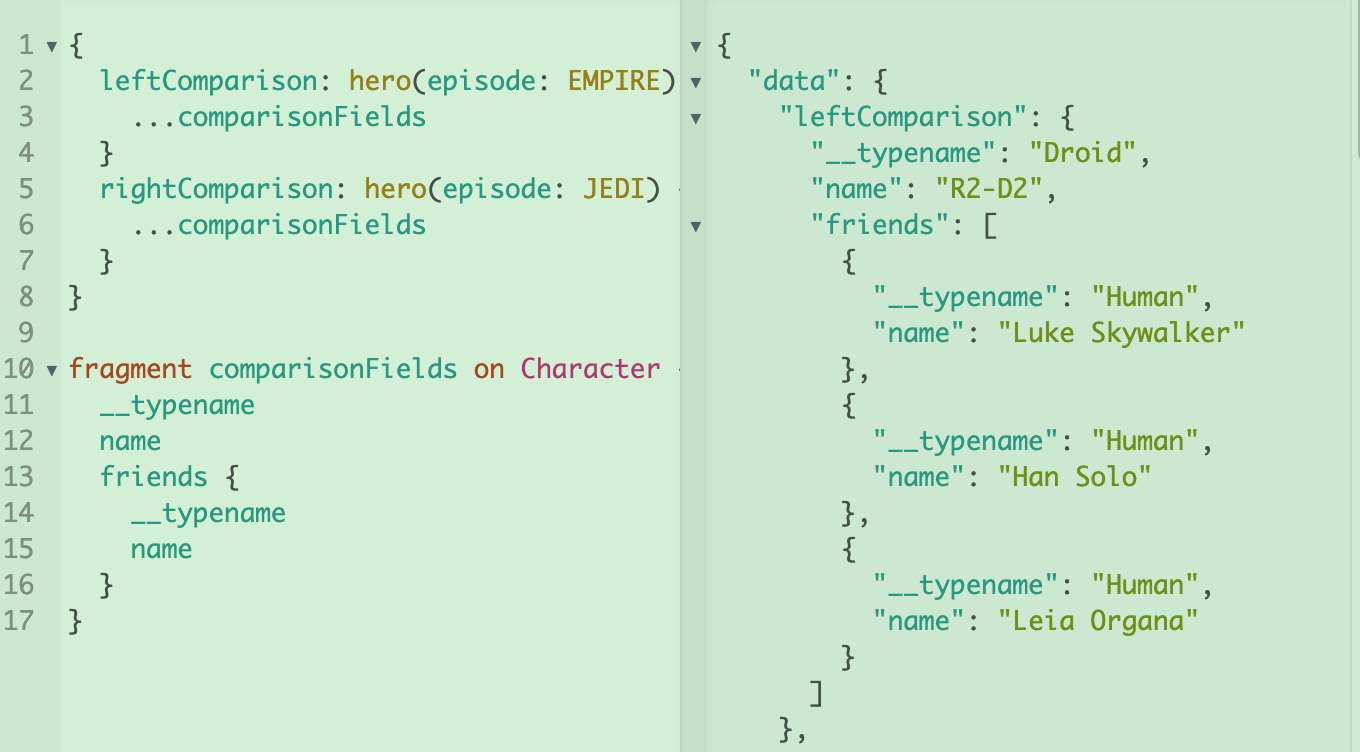 1 ▾ {
2   leftComparison: hero(episode: EMPIRE)
3     ...comparisonFields
4   }
5   rightComparison: hero(episode: JEDI)
6     ...comparisonFields
7   }
8 }
9
10 ▾ fragment comparisonFields on Character
11   __typename
12   name
13   friends {
14     __typename
15     name
16   }
17 }
▾ {
▾   "data": {
▾     "leftComparison": {
        "__typename": "Droid",
        "name": "R2-D2",
▾       "friends": [
          {
            "__typename": "Human",
            "name": "Luke Skywalker"
          },
          {
            "__typename": "Human",
            "name": "Han Solo"
          },
          {
            "__typename": "Human",
            "name": "Leia Organa"
          }
        ]
      },